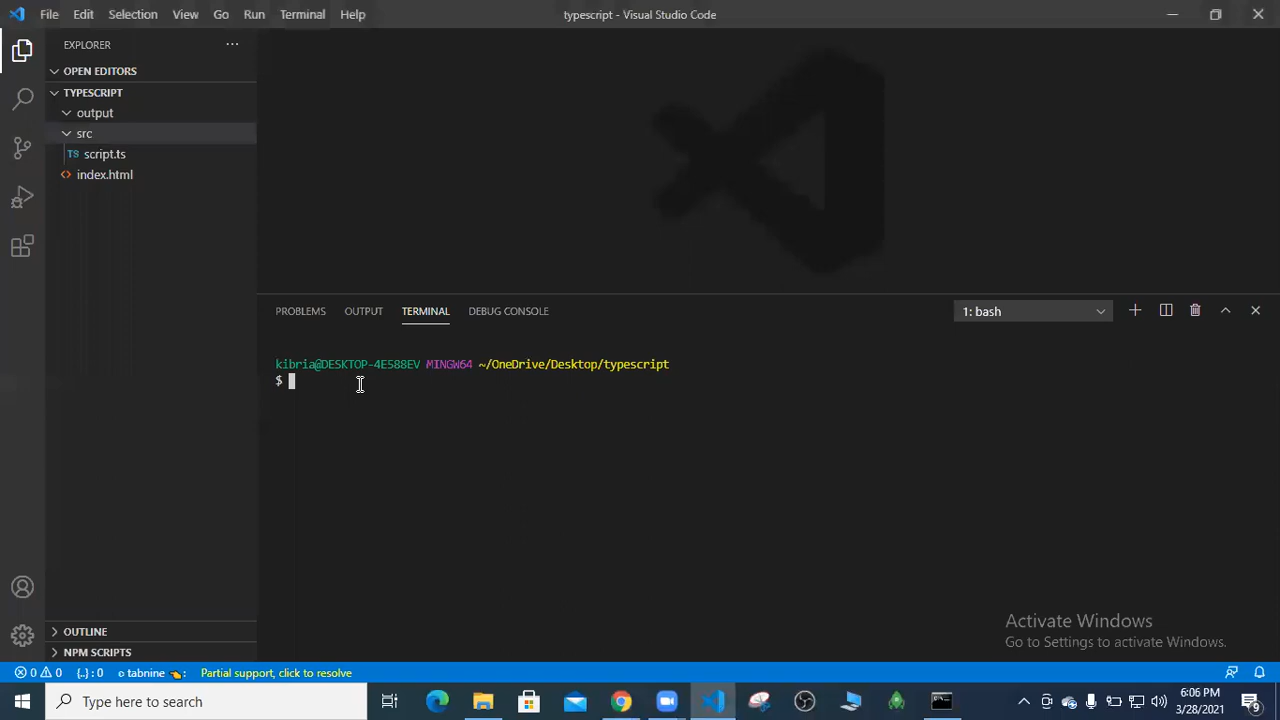 File Edit Selection View Go Run Terminal Help
typescript - Visual Studio Code
EXPLORER
OPEN EDITORS
TYPESCRIPT
output
src
TS script.ts
<> index.html
OUTLINE
NPM SCRIPTS
PROBLEMS OUTPUT TERMINAL DEBUG CONSOLE
1: bash
kibria@DESKTOP-4E588EV MINGW64 ~/OneDrive/Desktop/typescript
$
Activate Windows
Go to Settings to activate Windows.
0 0 {..} : 0 tabnine 👈 : Partial support, click to resolve
Type here to search
6:06 PM
3/28/2021
9